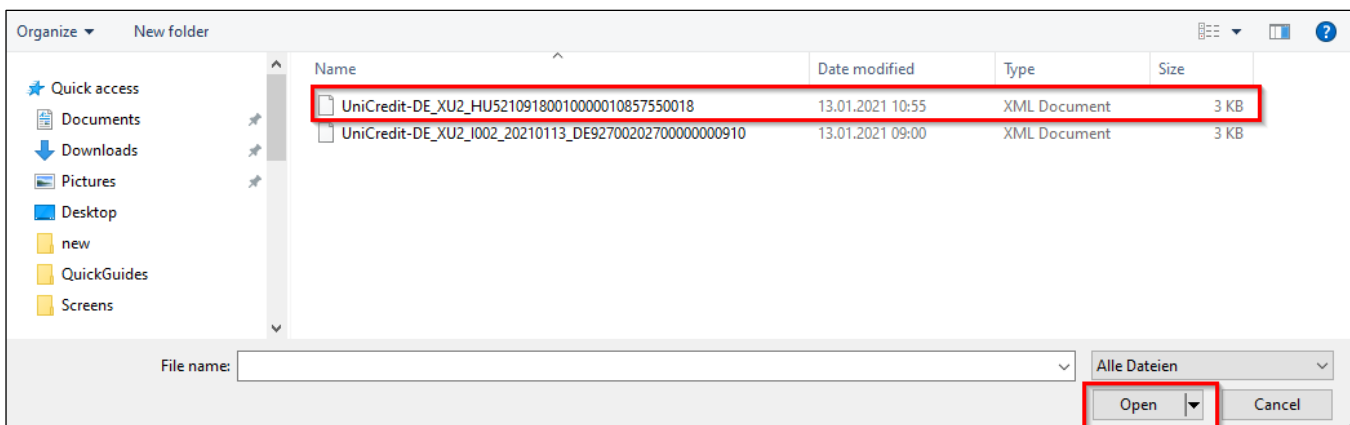 Organize New folder
Name Date modified Type Size
Quick access
UniCredit-DE_XU2_HU52109180010000010857550018 13.01.2021 10:55 XML Document 3 KB
Documents
UniCredit-DE_XU2_I002_20210113_DE92700202700000000910 13.01.2021 09:00 XML Document 3 KB
Downloads
Pictures
Desktop
new
QuickGuides
Screens
File name: Alle Dateien
Open Cancel